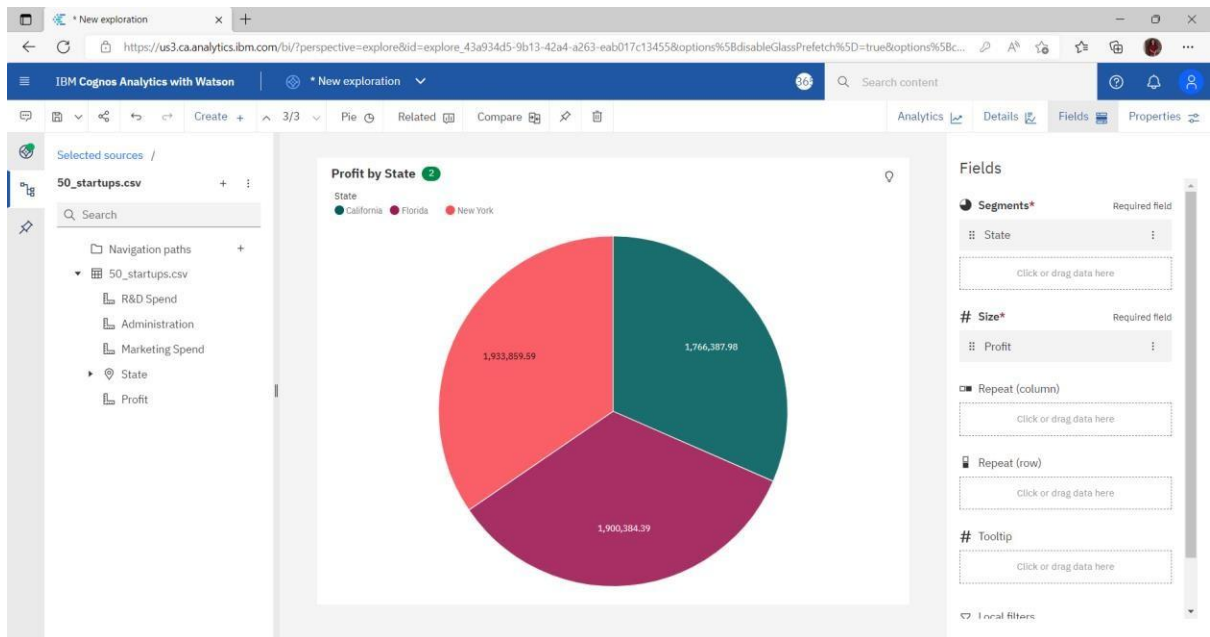 * New exploration
https://us3.ca.analytics.ibm.com/bi/?perspective=explore&id=explore_43a934d5-9b13-42a4-a263-eab017c13455&options%5BdisableGlassPrefetch%5D=true&options%5Bc...
IBM Cognos Analytics with Watson
* New exploration
Search content
Create +
3/3
Pie
Related
Compare
Analytics
Details
Fields
Properties
Selected sources /
50_startups.csv
Search
Navigation paths
50_startups.csv
R&D Spend
Administration
Marketing Spend
State
Profit
Profit by State 2
State
California Florida New York
1,933,859.59
1,766,387.98
1,900,384.39
Fields
Segments* Required field
State
Click or drag data here
# Size* Required field
Profit
Repeat (column)
Click or drag data here
Repeat (row)
Click or drag data here
# Tooltip
Click or drag data here
Local filters